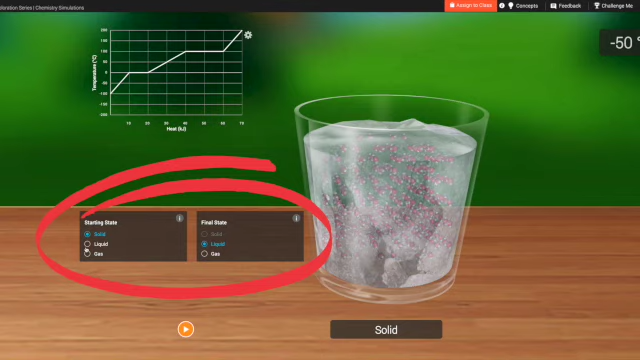 loration Series | Chemistry Simulations
Assign to Class
Concepts
Feedback
Challenge Me
-50 °
Temperature (°C)
200
150
100
50
0
-50
-100
-150
-200
10 20 30 40 50 60 70
Heat (kJ)
Starting State
Solid
Liquid
Gas
Final State
Solid
Liquid
Gas
Solid